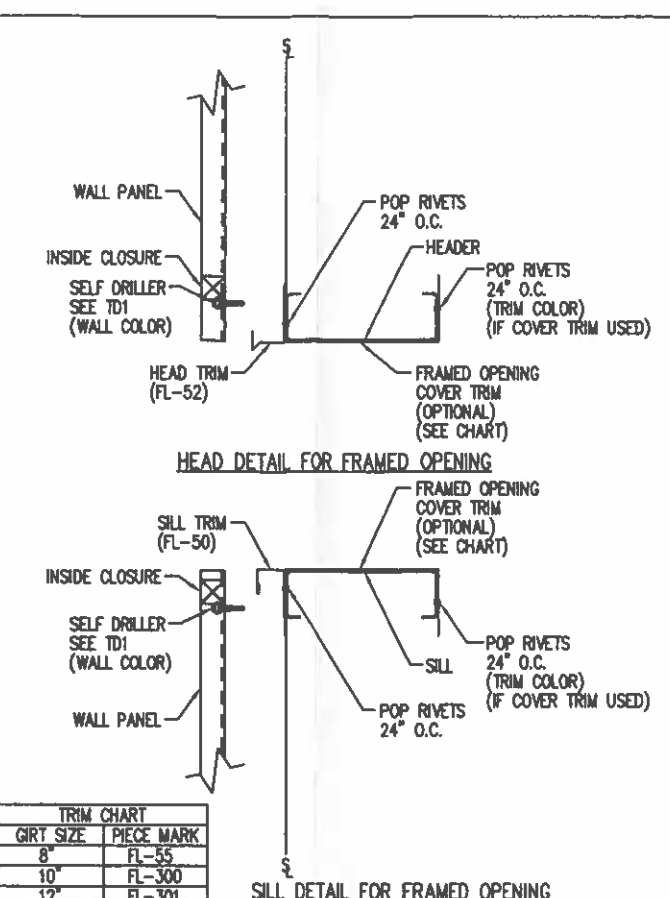 WALL PANEL
INSIDE CLOSURE
SELF DRILLER
SEE TD1
(WALL COLOR)
HEAD TRIM
(FL-52)
POP RIVETS
24" O.C.
HEADER
POP RIVETS
24" O.C.
(TRIM COLOR)
(IF COVER TRIM USED)
FRAMED OPENING
COVER TRIM
(OPTIONAL)
(SEE CHART)
HEAD DETAIL FOR FRAMED OPENING
SILL TRIM
(FL-50)
FRAMED OPENING
COVER TRIM
(OPTIONAL)
(SEE CHART)
INSIDE CLOSURE
SELF DRILLER
SEE TD1
(WALL COLOR)
WALL PANEL
SILL
POP RIVETS
24" O.C.
(TRIM COLOR)
(IF COVER TRIM USED)
POP RIVETS
24" O.C.
TRIM CHART
GIRT SIZE PIECE MARK
8" FL-55
10" FL-300
12" FL-301
SILL DETAIL FOR FRAMED OPENING